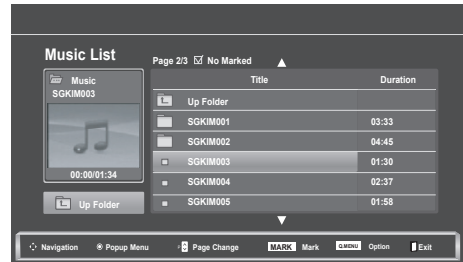 Music List
Page 2/3 No Marked
Music
SGKIM003
00:00/01:34
Up Folder
Title Duration
Up Folder
SGKIM001 03:33
SGKIM002 04:45
SGKIM003 01:30
SGKIM004 02:37
SGKIM005 01:58
Navigation Popup Menu Page Change MARK Mark Q.MENU Option Exit